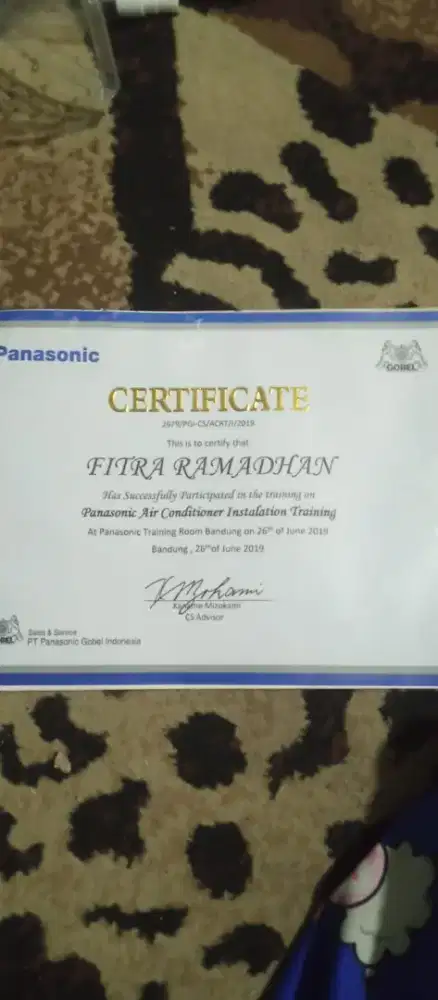 Panasonic
GOBEL
CERTIFICATE
This is to certify that
FITRA RAMADHAN
Has Successfully Participated in the training on
Panasonic Air Conditioner Instalation Training
At Panasonic Training Room Bandung on 26th of June 2019
Bandung , 26th of June 2019
Mizokami
CS Advisor
Sales & Service
PT Panasonic Gobel Indonesia